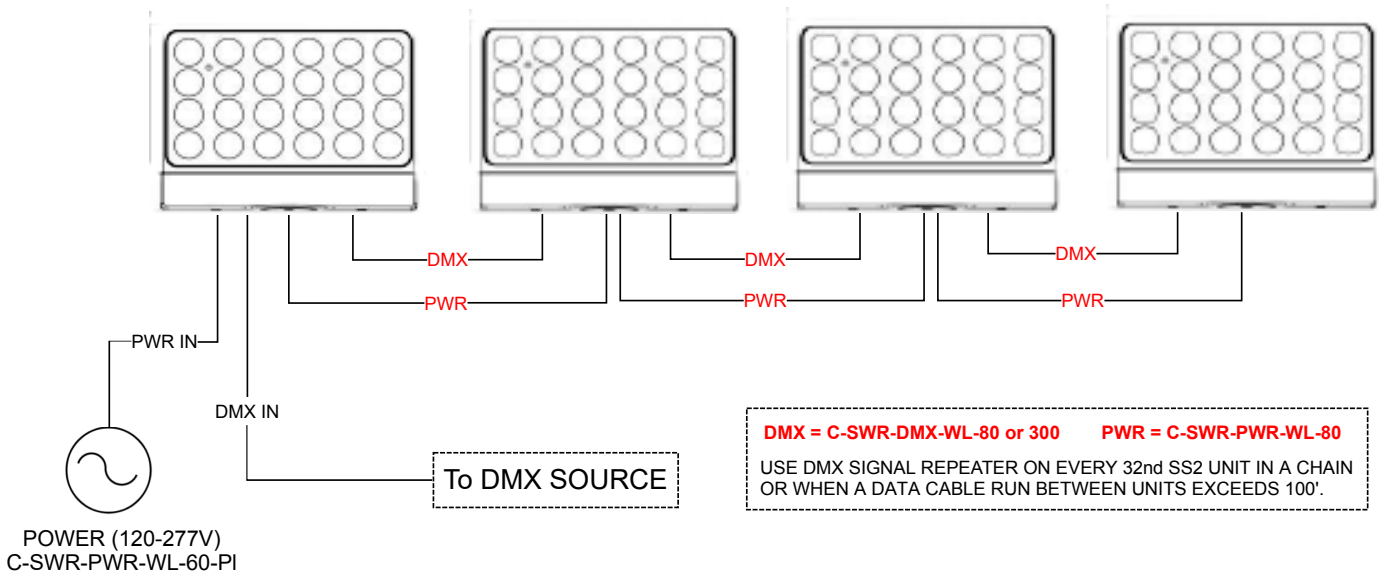 DMX
DMX
DMX
PWR
PWR
PWR
PWR IN
DMX IN
To DMX SOURCE
DMX = C-SWR-DMX-WL-80 or 300 PWR = C-SWR-PWR-WL-80
USE DMX SIGNAL REPEATER ON EVERY 32nd SS2 UNIT IN A CHAIN
OR WHEN A DATA CABLE RUN BETWEEN UNITS EXCEEDS 100'.
POWER (120-277V)
C-SWR-PWR-WL-60-PI